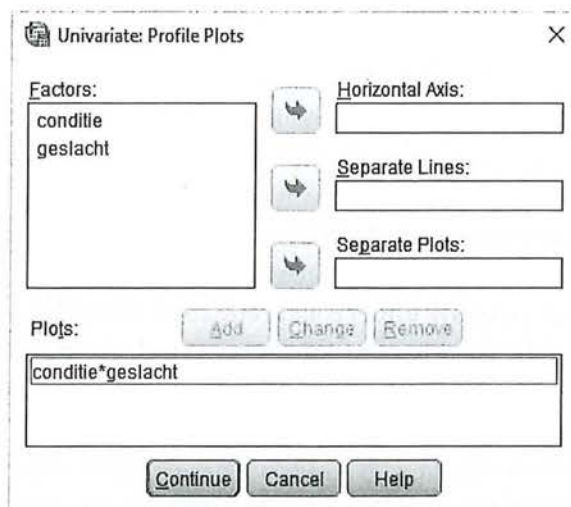 Univariate: Profile Plots
Factors:
conditie
geslacht
Horizontal Axis:
Separate Lines:
Separate Plots:
Plots:
Add Change Remove
conditie*geslacht
Continue Cancel Help